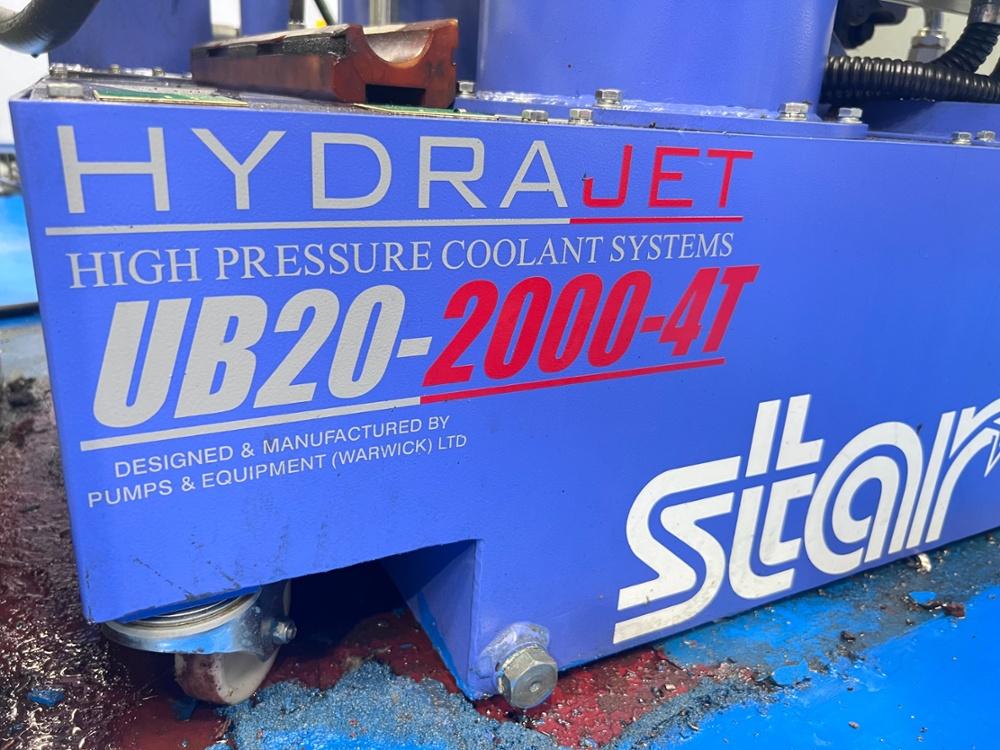 HYDRAJET
HIGH PRESSURE COOLANT SYSTEMS
UB20-2000-4T
DESIGNED & MANUFACTURED BY
PUMPS & EQUIPMENT (WARWICK) LTD
star